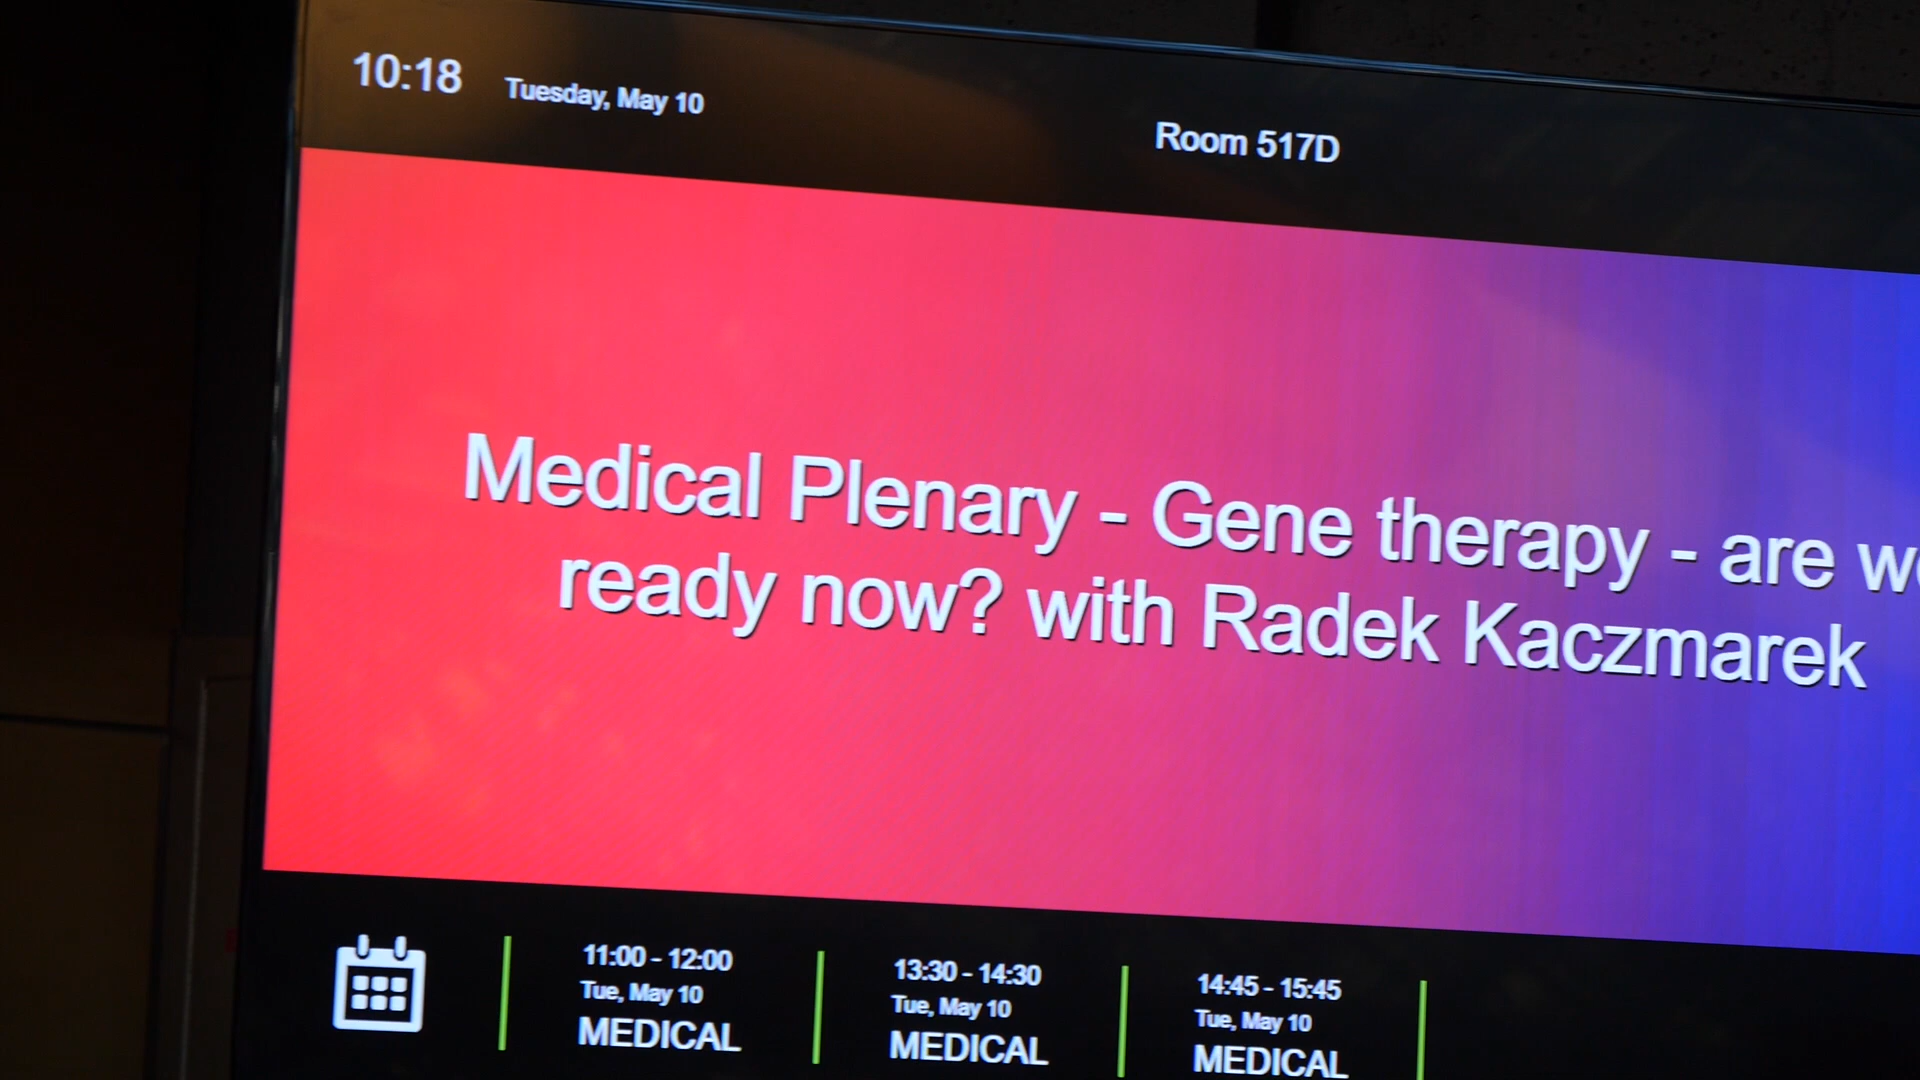 10:18 Tuesday, May 10
Room 517D
Medical Plenary - Gene therapy - are we
ready now? with Radek Kaczmarek
11:00 - 12:00
Tue, May 10
MEDICAL
13:30 - 14:30
Tue, May 10
MEDICAL
14:45 - 15:45
Tue, May 10
MEDICAL